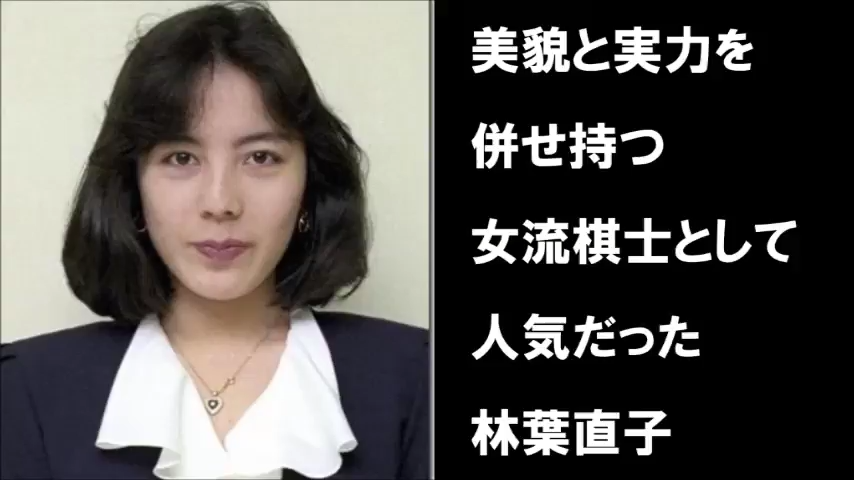 美貌と実力を
併せ持つ
女流棋士として
人気だった
林葉直子